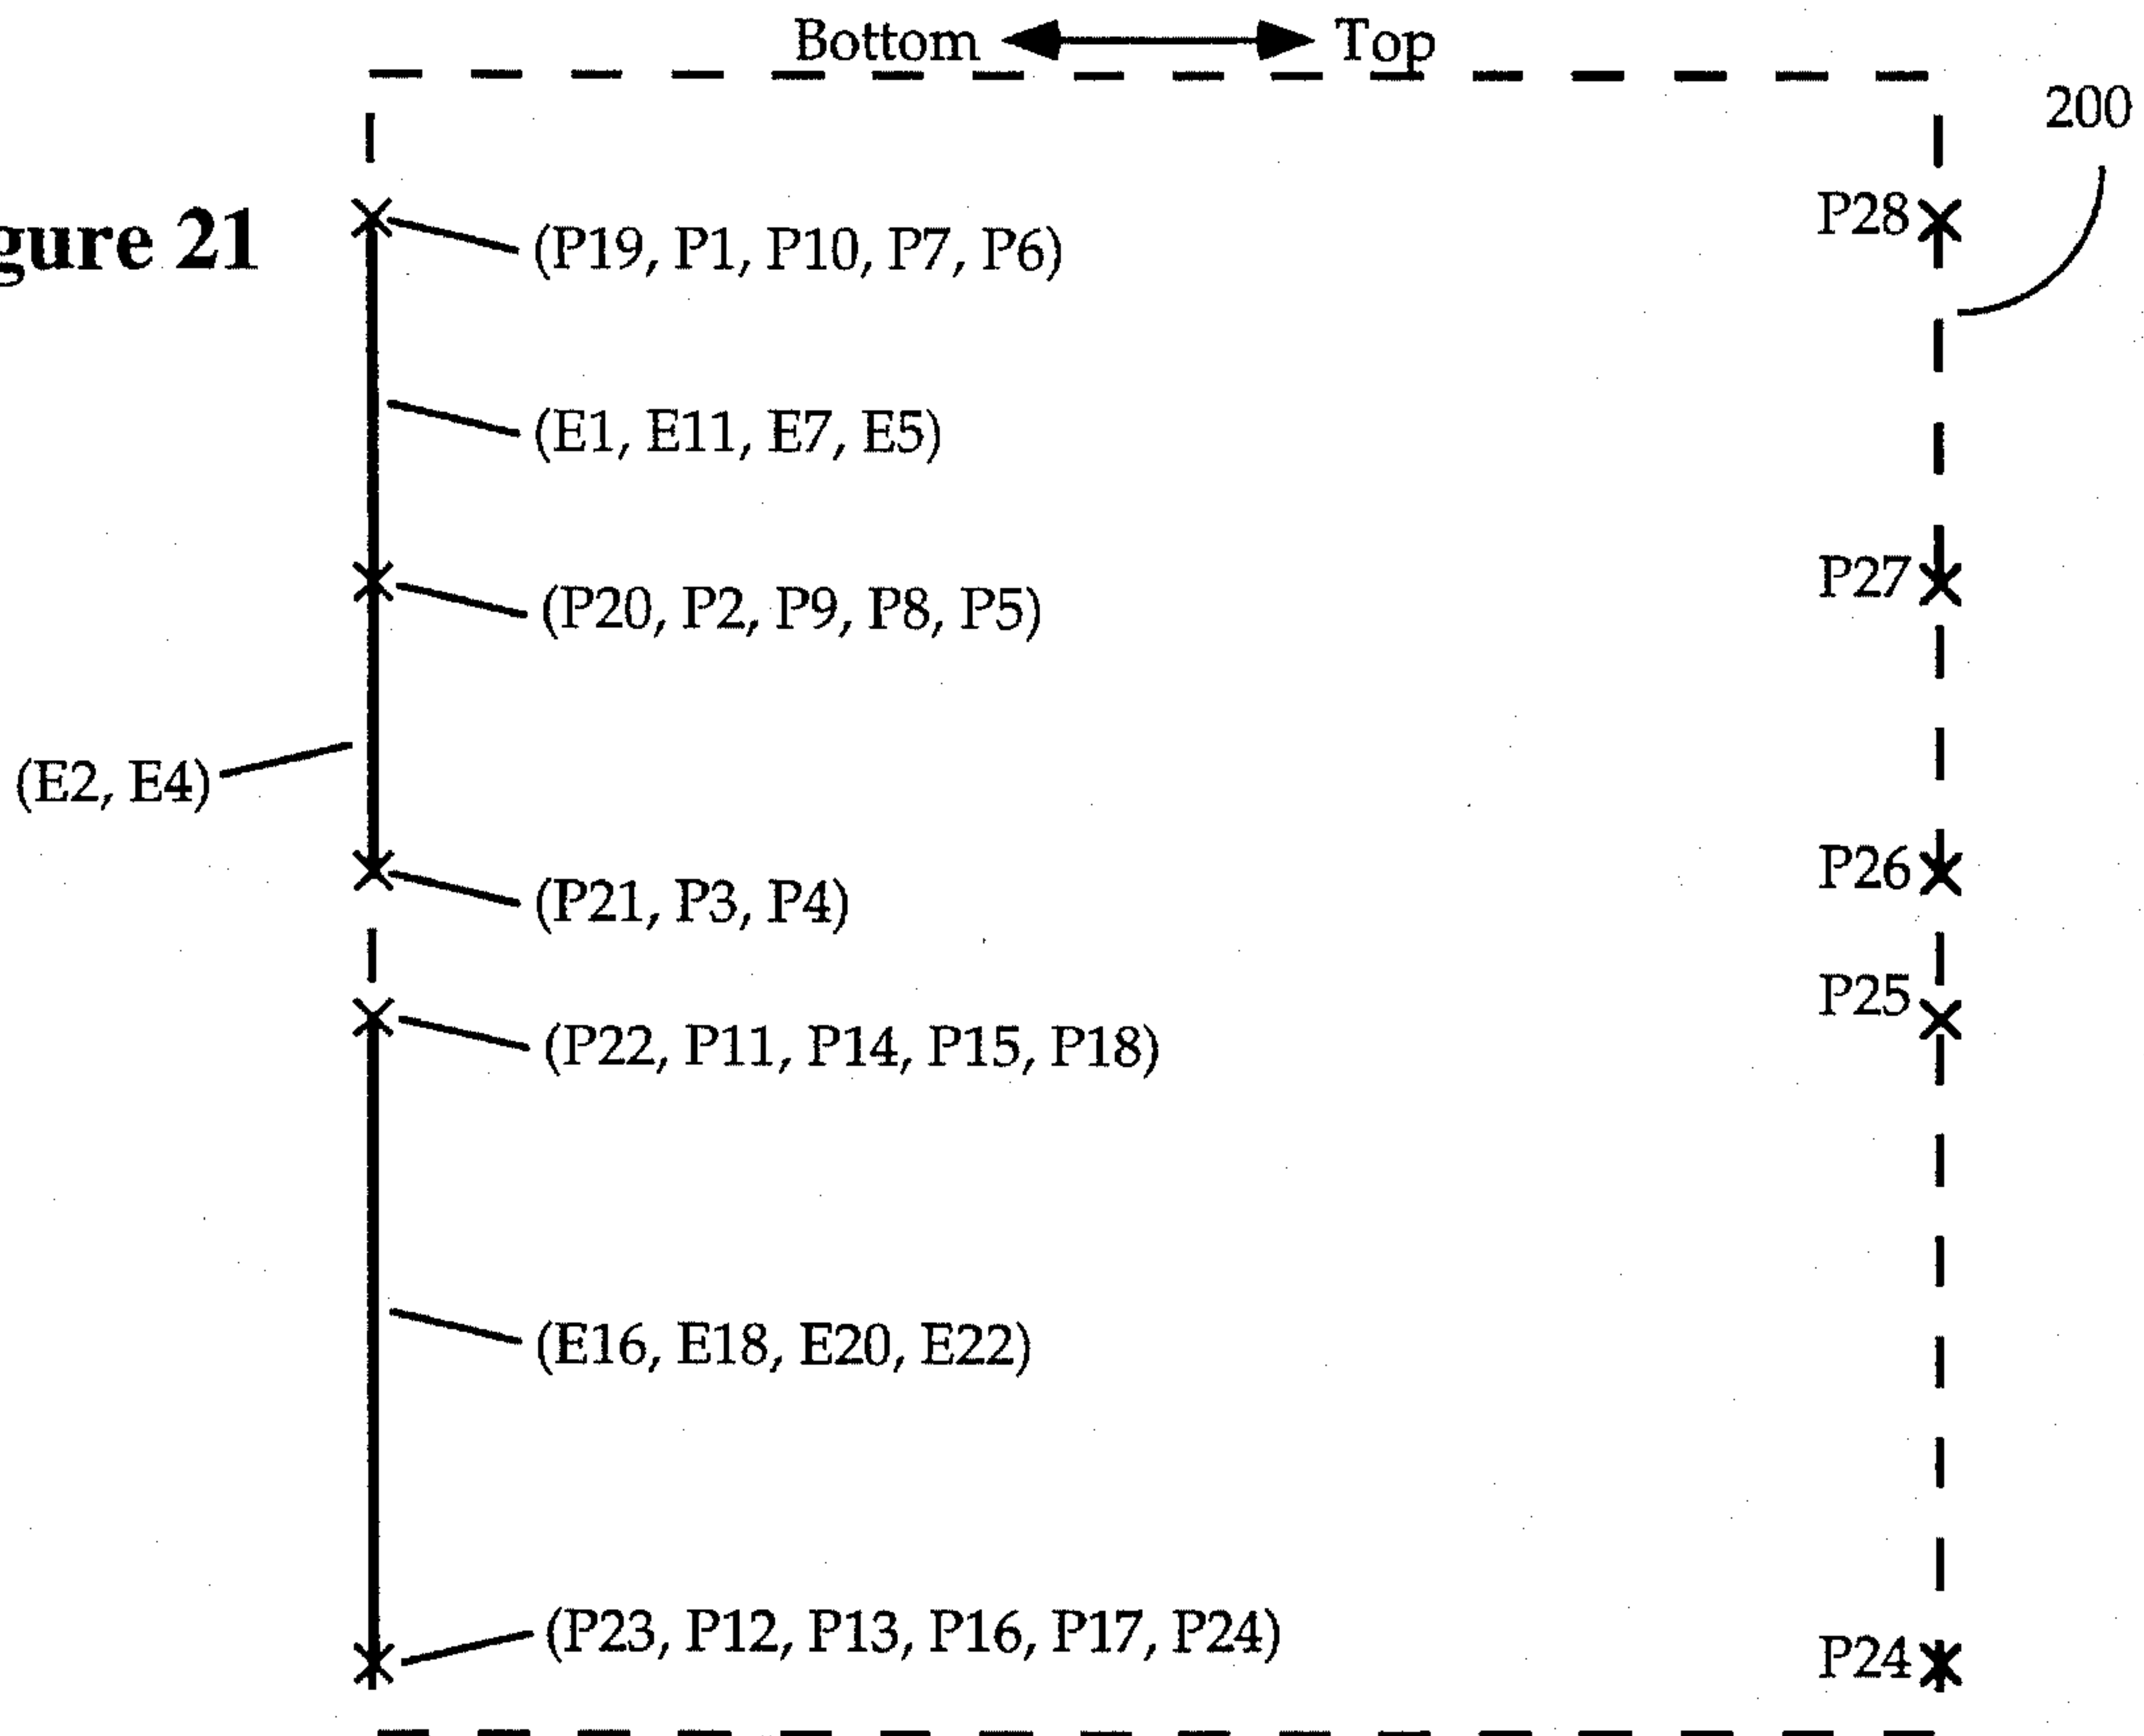 Bottom Top
200
gure 21
(P19, P1, P10, P7, P6)
P28
(E1, E11, E7, E5)
P27
(P20, P2, P9, P8, P5)
(E2, E4)
P26
(P21, P3, P4)
P25
(P22, P11, P14, P15, P18)
(E16, E18, E20, E22)
(P23, P12, P13, P16, P17, P24)
P24